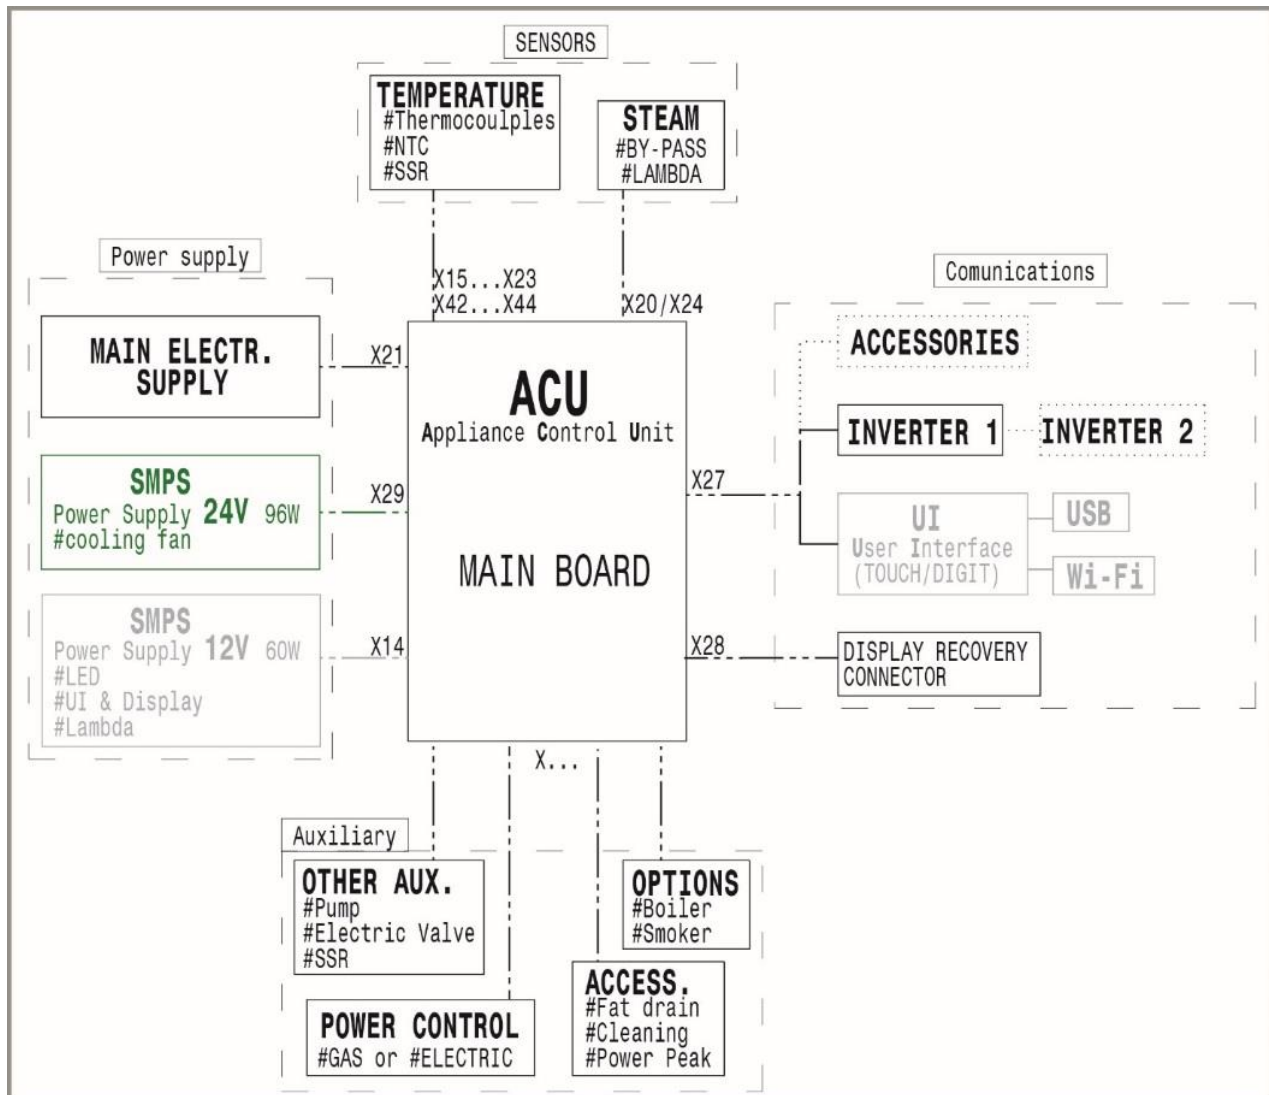 SENSORS
TEMPERATURE
#Thermocoulples
#NTC
#SSR
STEAM
#BY-PASS
#LAMBDA
Power supply
Comunications
X15...X23
X42...X44
X20/X24
MAIN ELECTR.
SUPPLY
X21
ACU
Appliance Control Unit
MAIN BOARD
ACCESSORIES
INVERTER 1
INVERTER 2
SMPS
Power Supply 24V 96W
#cooling fan
X29
X27
UI
User Interface
(TOUCH/DIGIT)
USB
Wi-Fi
SMPS
Power Supply 12V 60W
#LED
#UI & Display
#Lambda
X14
X28
DISPLAY RECOVERY
CONNECTOR
X...
Auxiliary
OTHER AUX.
#Pump
#Electric Valve
#SSR
OPTIONS
#Boiler
#Smoker
POWER CONTROL
#GAS or #ELECTRIC
ACCESS.
#Fat drain
#Cleaning
#Power Peak